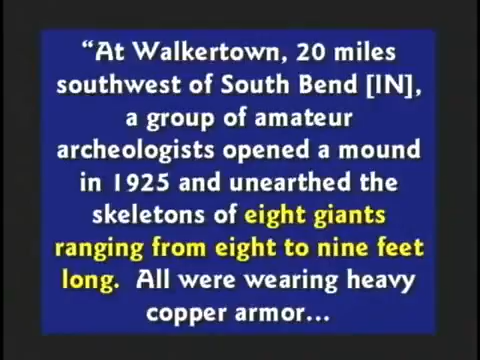 “At Walkertown, 20 miles
southwest of South Bend [IN],
a group of amateur
archeologists opened a mound
in 1925 and unearthed the
skeletons of eight giants
ranging from eight to nine feet
long. All were wearing heavy
copper armor...